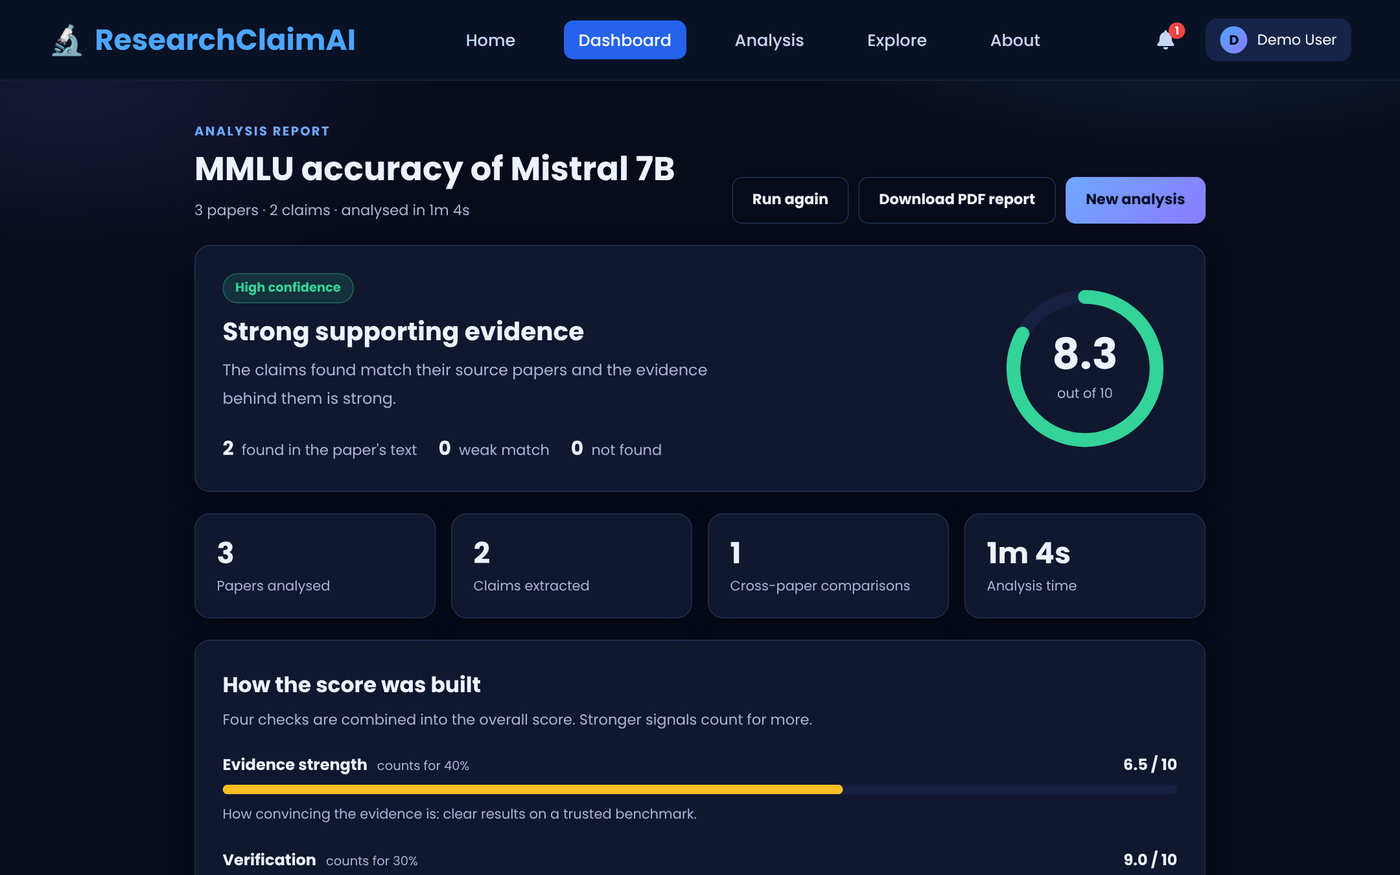 ResearchClaimAI
Home
Dashboard
Analysis
Explore
About
1
D
Demo User
ANALYSIS REPORT
MMLU accuracy of Mistral 7B
3 papers · 2 claims · analysed in 1m 4s
Run again
Download PDF report
New analysis
High confidence
Strong supporting evidence
The claims found match their source papers and the evidence
behind them is strong.
2 found in the paper's text 0 weak match 0 not found
8.3
out of 10
3
Papers analysed
2
Claims extracted
1
Cross-paper comparisons
1m 4s
Analysis time
How the score was built
Four checks are combined into the overall score. Stronger signals count for more.
Evidence strength counts for 40% 6.5 / 10
How convincing the evidence is: clear results on a trusted benchmark.
Verification counts for 30% 9.0 / 10